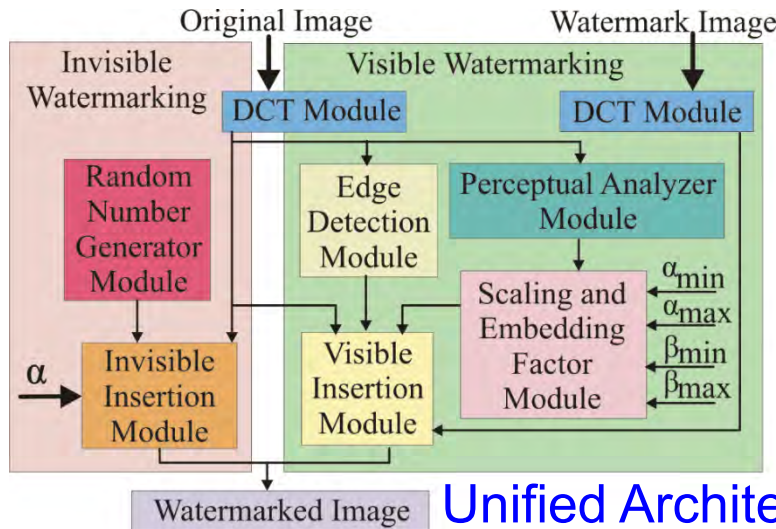 Original Image
Watermark Image
Invisible
Watermarking
Visible Watermarking
DCT Module
DCT Module
Random
Number
Generator
Module
Edge
Detection
Module
Perceptual Analyzer
Module
αmin
αmax
βmin
βmax
Scaling and
Embedding
Factor
Module
α
Invisible
Insertion
Module
Visible
Insertion
Module
Watermarked Image
Unified Archite